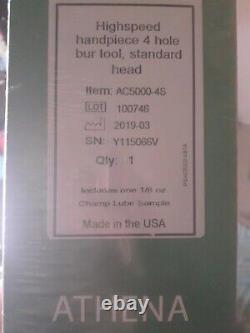 Highspeed
handpiece 4 hole
bur tool, standard
head
Item: AC5000-4S
LOT 100746
2019-03
SN: Y115066V
Qty: 1
Includes one 1/8 oz
Champ Lube Sample
Made in the USA
ATHENA